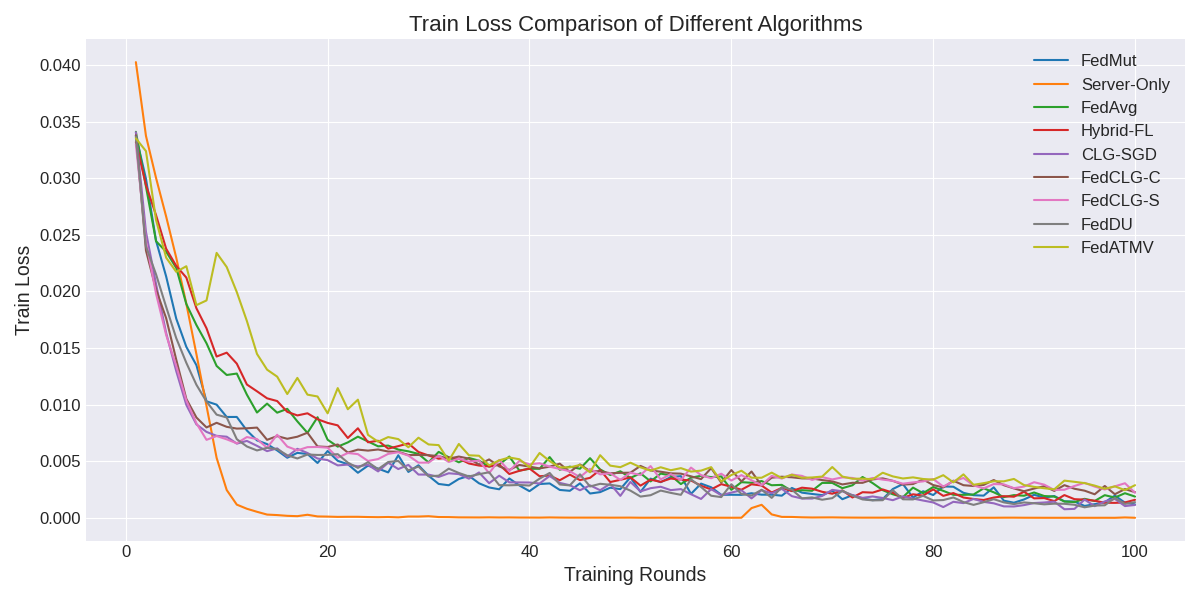 Train Loss Comparison of Different Algorithms
Train Loss
0.040
0.035
0.030
0.025
0.020
0.015
0.010
0.005
0.000
FedMut
Server-Only
FedAvg
Hybrid-FL
CLG-SGD
FedCLG-C
FedCLG-S
FedDU
FedATMV
0 20 40 60 80 100
Training Rounds